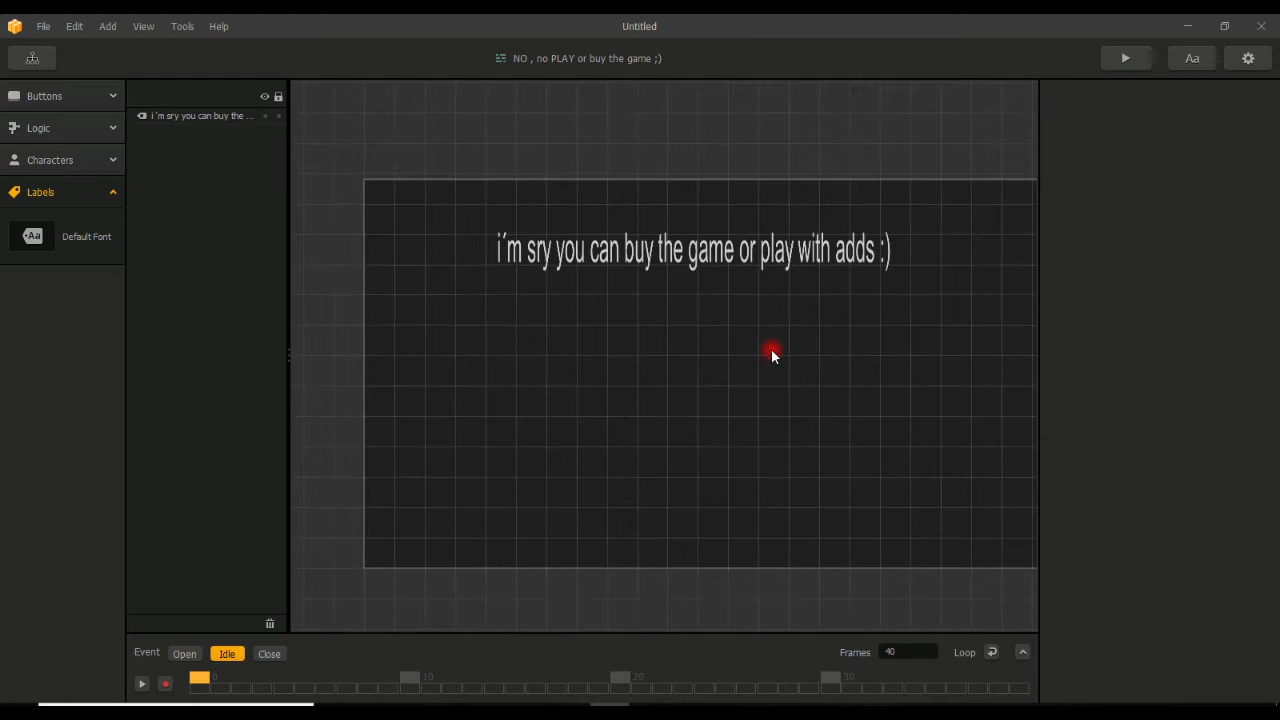 File Edit Add View Tools Help
Untitled
NO , no PLAY or buy the game ;)
Aa
Buttons
Logic
Characters
Labels
Aa Default Font
i ´m sry you can buy the ...
i´m sry you can buy the game or play with adds :)
Event Open Idle Close
Frames 40 Loop
0 10 20 30